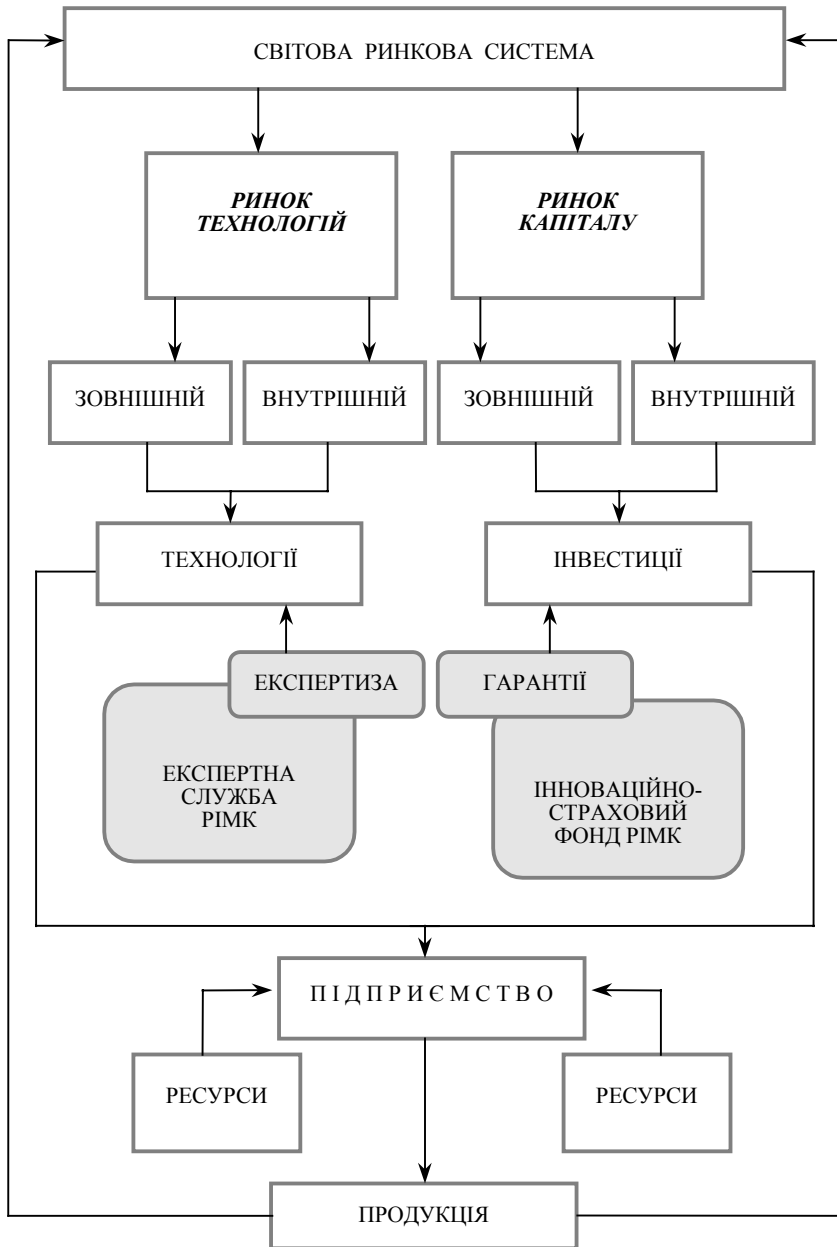 СВІТОВА РИНКОВА СИСТЕМА
РИНОК
ТЕХНОЛОГІЙ
РИНОК
КАПІТАЛУ
ЗОВНІШНІЙ
ВНУТРІШНІЙ
ЗОВНІШНІЙ
ВНУТРІШНІЙ
ТЕХНОЛОГІЇ
ІНВЕСТИЦІЇ
ЕКСПЕРТИЗА
ГАРАНТІЇ
ЕКСПЕРТНА
СЛУЖБА
РІМК
ІННОВАЦІЙНО-
СТРАХОВИЙ
ФОНД РІМК
П І Д П Р И Є М С Т В О
РЕСУРСИ
РЕСУРСИ
ПРОДУКЦІЯ